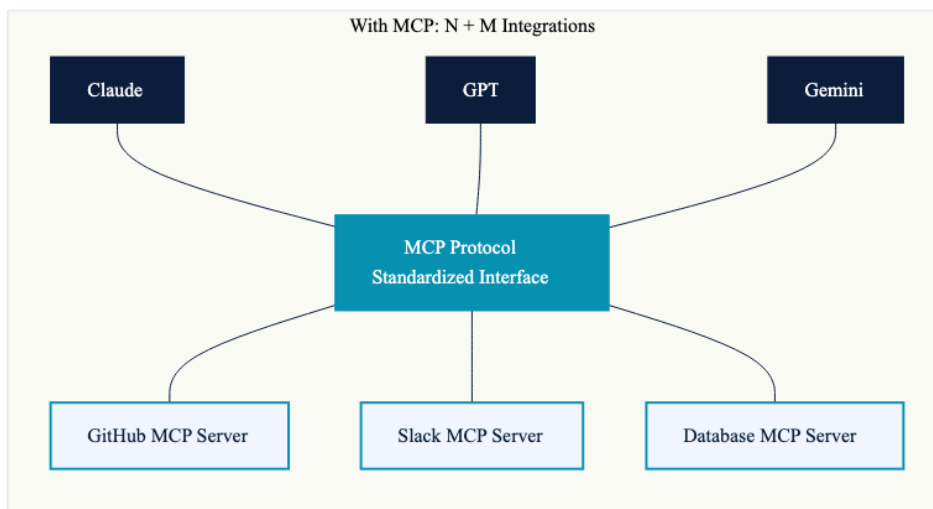 With MCP: N + M Integrations
Claude
GPT
Gemini
MCP Protocol
Standardized Interface
GitHub MCP Server
Slack MCP Server
Database MCP Server